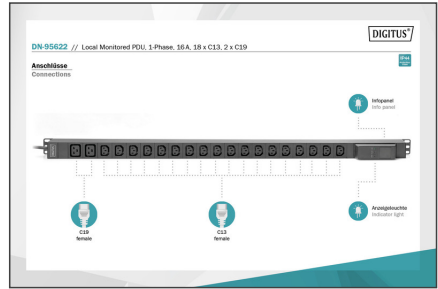 DIGITUS®
DN-95622 // Local Monitored PDU, 1-Phase, 16 A, 18 x C13, 2 x C19
Anschlüsse
Connections
Infopanel
Info panel
C19
female
C13
female
Anzeigeleuchte
Indicator light